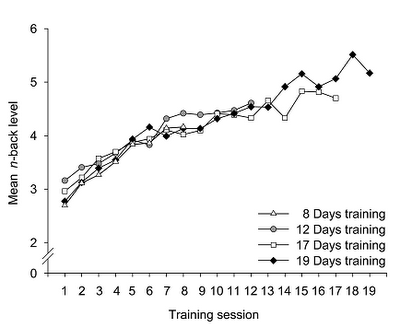 6
5
4
3
2
0
Mean n-back level
8 Days training
12 Days training
17 Days training
19 Days training
1 2 3 4 5 6 7 8 9 10 11 12 13 14 15 16 17 18 19
Training session